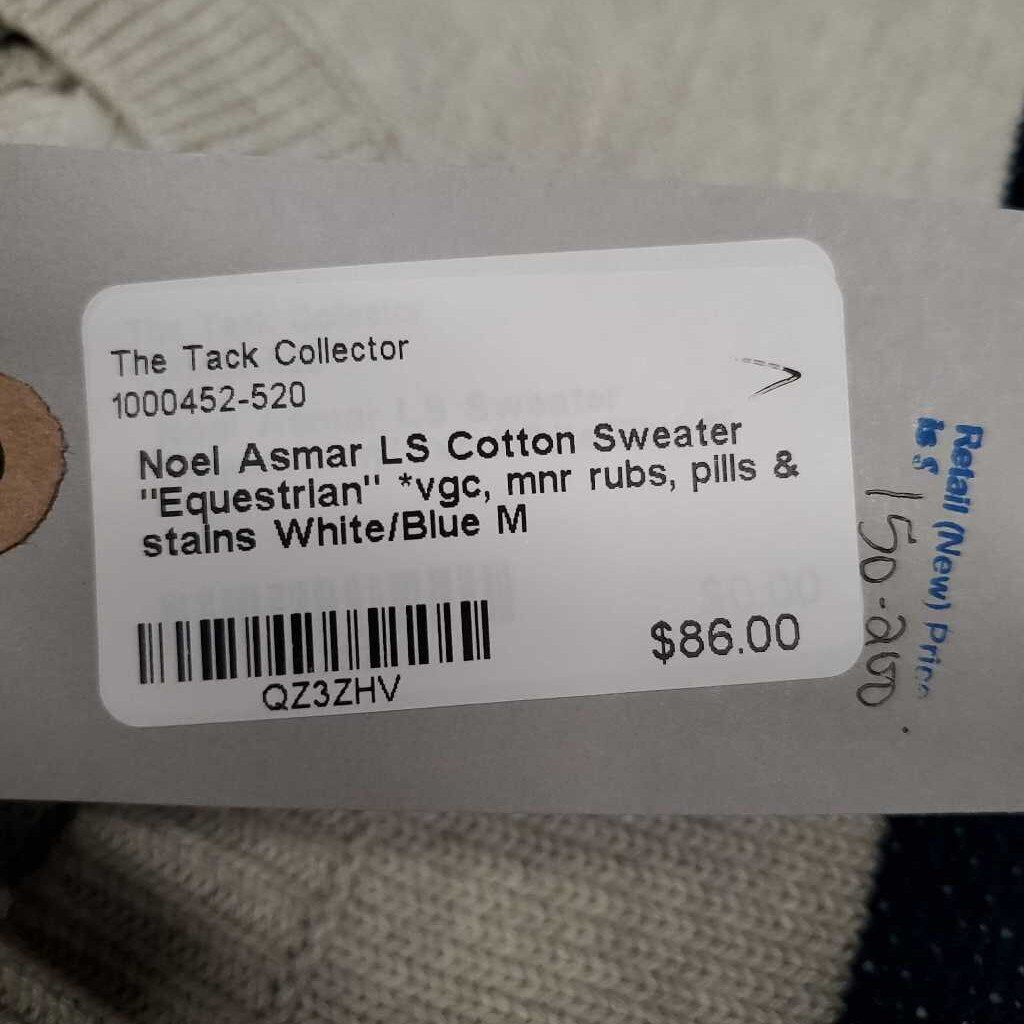 The Tack Collector
1000452-520
Noel Asmar LS Cotton Sweater
"Equestrian" *vgc, mnr rubs, pills &
stains White/Blue M
QZ3ZHV
$86.00
Retail (New) Price
is $
150-200